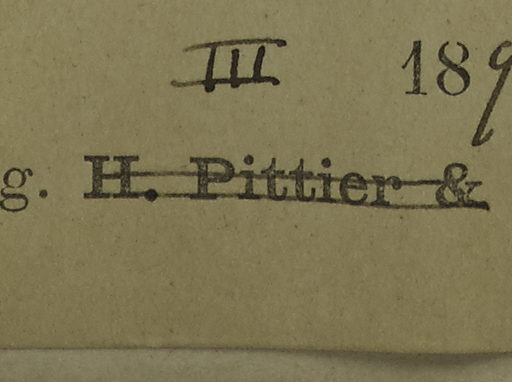 III 189
g. H. Pittier &